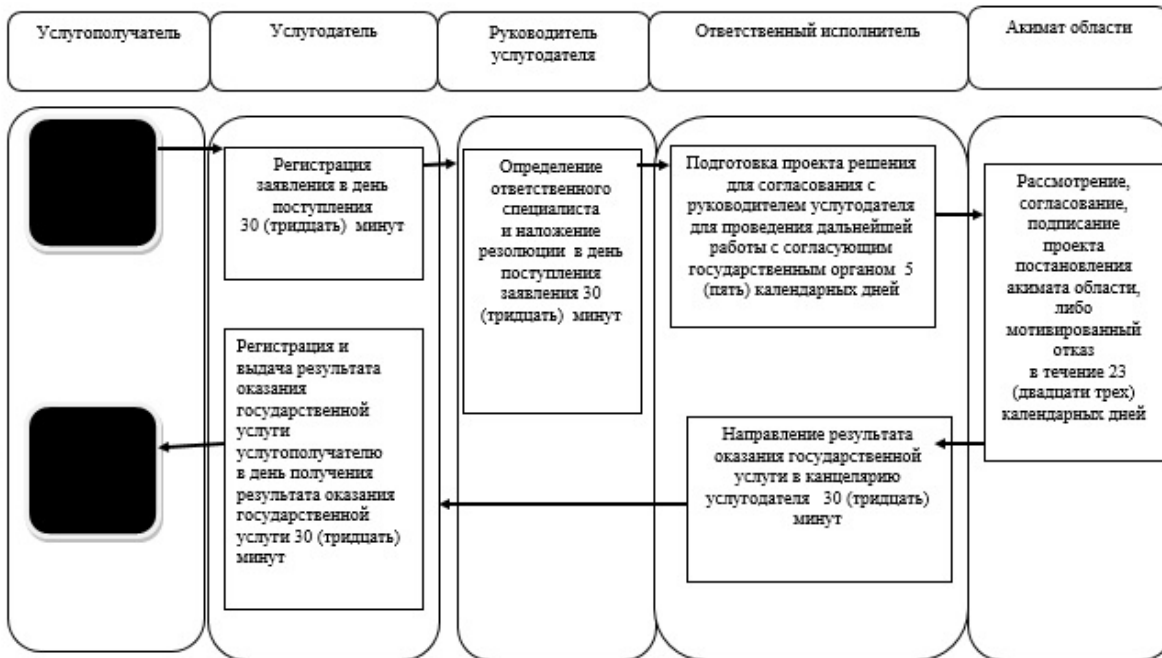 Услугополучатель
Услугодатель
Руководитель
услугодателя
Ответственный исполнитель
Акимат области
Регистрация
заявления в день
поступления
30 (тридцать) минут
Определение
ответственного
специалиста
и наложение
резолюции в день
поступления
заявления 30
(тридцать) минут
Подготовка проекта решения
для согласования с
руководителем услугодателя
для проведения дальнейшей
работы с согласующим
государственным органом 5
(пять) календарных дней
Рассмотрение,
согласование,
подписание
проекта
постановления
акимата области,
либо
мотивированный
отказ
в течение 23
(двадцати трех)
календарных дней
Направление результата
оказания государственной
услуги в канцелярию
услугодателя 30 (тридцать)
минут
Регистрация и
выдача результата
оказания
государственной
услуги
услугополучателю
в день получения
результата оказания
государственной
услуги 30 (тридцать)
минут